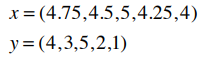 x = (4.75,4.5,5,4.25,4)
y = (4,3,5,2,1)